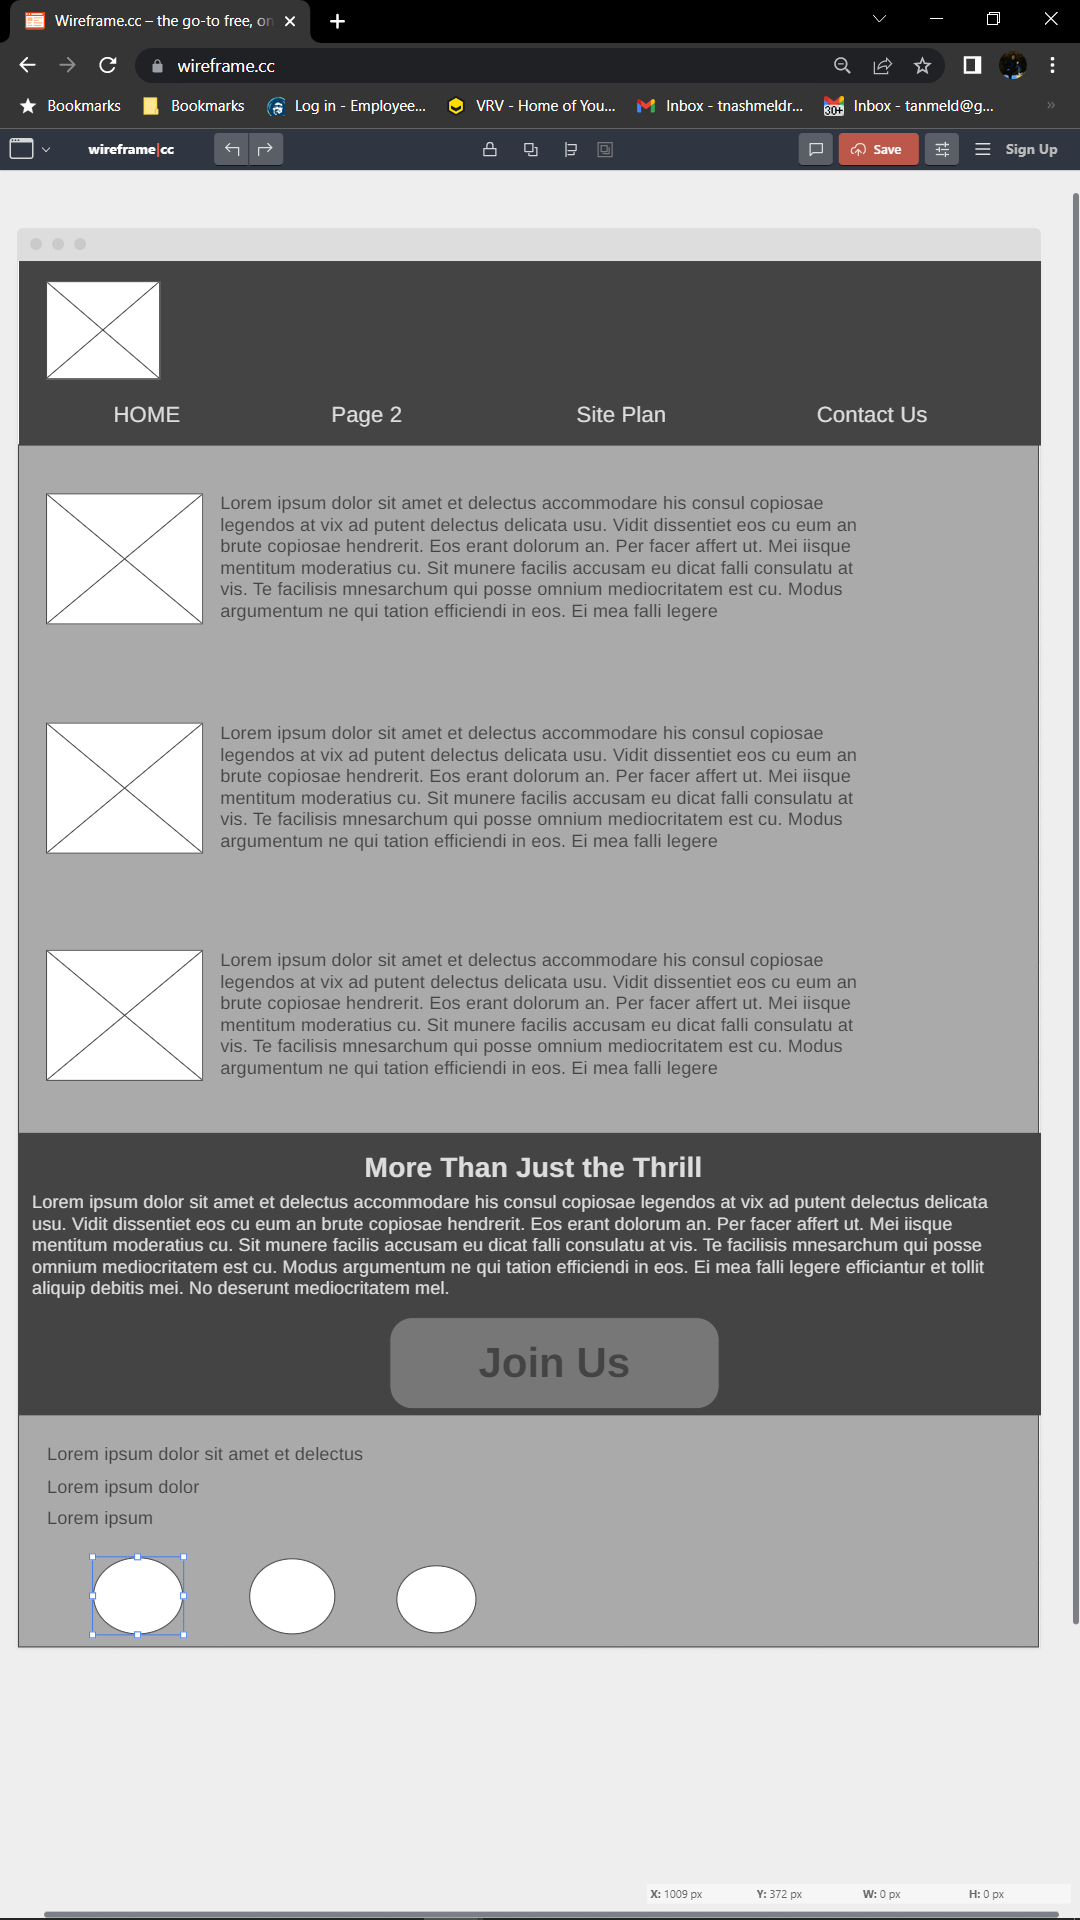 Wireframe.cc – the go-to free, on
wireframe.cc
Bookmarks
Bookmarks
Log in - Employee...
VRV - Home of You...
Inbox - tnashmeldr...
30+
Inbox - tanmeld@g...
»
wireframe|cc
Save
Sign Up
HOME
Page 2
Site Plan
Contact Us
Lorem ipsum dolor sit amet et delectus accommodare his consul copiosae
legendos at vix ad putent delectus delicata usu. Vidit dissentiet eos cu eum an
brute copiosae hendrerit. Eos erant dolorum an. Per facer affert ut. Mei iisque
mentitum moderatius cu. Sit munere facilis accusam eu dicat falli consulatu at
vis. Te facilisis mnesarchum qui posse omnium mediocritatem est cu. Modus
argumentum ne qui tation efficiendi in eos. Ei mea falli legere
Lorem ipsum dolor sit amet et delectus accommodare his consul copiosae
legendos at vix ad putent delectus delicata usu. Vidit dissentiet eos cu eum an
brute copiosae hendrerit. Eos erant dolorum an. Per facer affert ut. Mei iisque
mentitum moderatius cu. Sit munere facilis accusam eu dicat falli consulatu at
vis. Te facilisis mnesarchum qui posse omnium mediocritatem est cu. Modus
argumentum ne qui tation efficiendi in eos. Ei mea falli legere
Lorem ipsum dolor sit amet et delectus accommodare his consul copiosae
legendos at vix ad putent delectus delicata usu. Vidit dissentiet eos cu eum an
brute copiosae hendrerit. Eos erant dolorum an. Per facer affert ut. Mei iisque
mentitum moderatius cu. Sit munere facilis accusam eu dicat falli consulatu at
vis. Te facilisis mnesarchum qui posse omnium mediocritatem est cu. Modus
argumentum ne qui tation efficiendi in eos. Ei mea falli legere
More Than Just the Thrill
Lorem ipsum dolor sit amet et delectus accommodare his consul copiosae legendos at vix ad putent delectus delicata
usu. Vidit dissentiet eos cu eum an brute copiosae hendrerit. Eos erant dolorum an. Per facer affert ut. Mei iisque
mentitum moderatius cu. Sit munere facilis accusam eu dicat falli consulatu at vis. Te facilisis mnesarchum qui posse
omnium mediocritatem est cu. Modus argumentum ne qui tation efficiendi in eos. Ei mea falli legere efficiantur et tollit
aliquip debitis mei. No deserunt mediocritatem mel.
Join Us
Lorem ipsum dolor sit amet et delectus
Lorem ipsum dolor
Lorem ipsum
X: 1009 px Y: 372 px W: 0 px H: 0 px